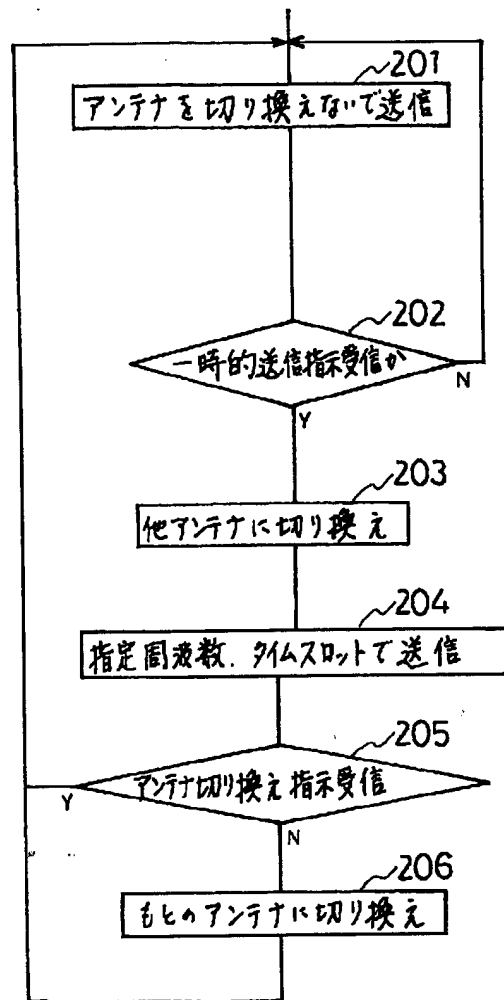 201
アンテナを切り換えないで送信
202
一時的送信指示受信か
N
Y
203
他アンテナに切り換え
204
指定周波数.タイムスロットで送信
205
アンテナ切り換え指示受信
Y
N
206
もとのアンテナに切り換え